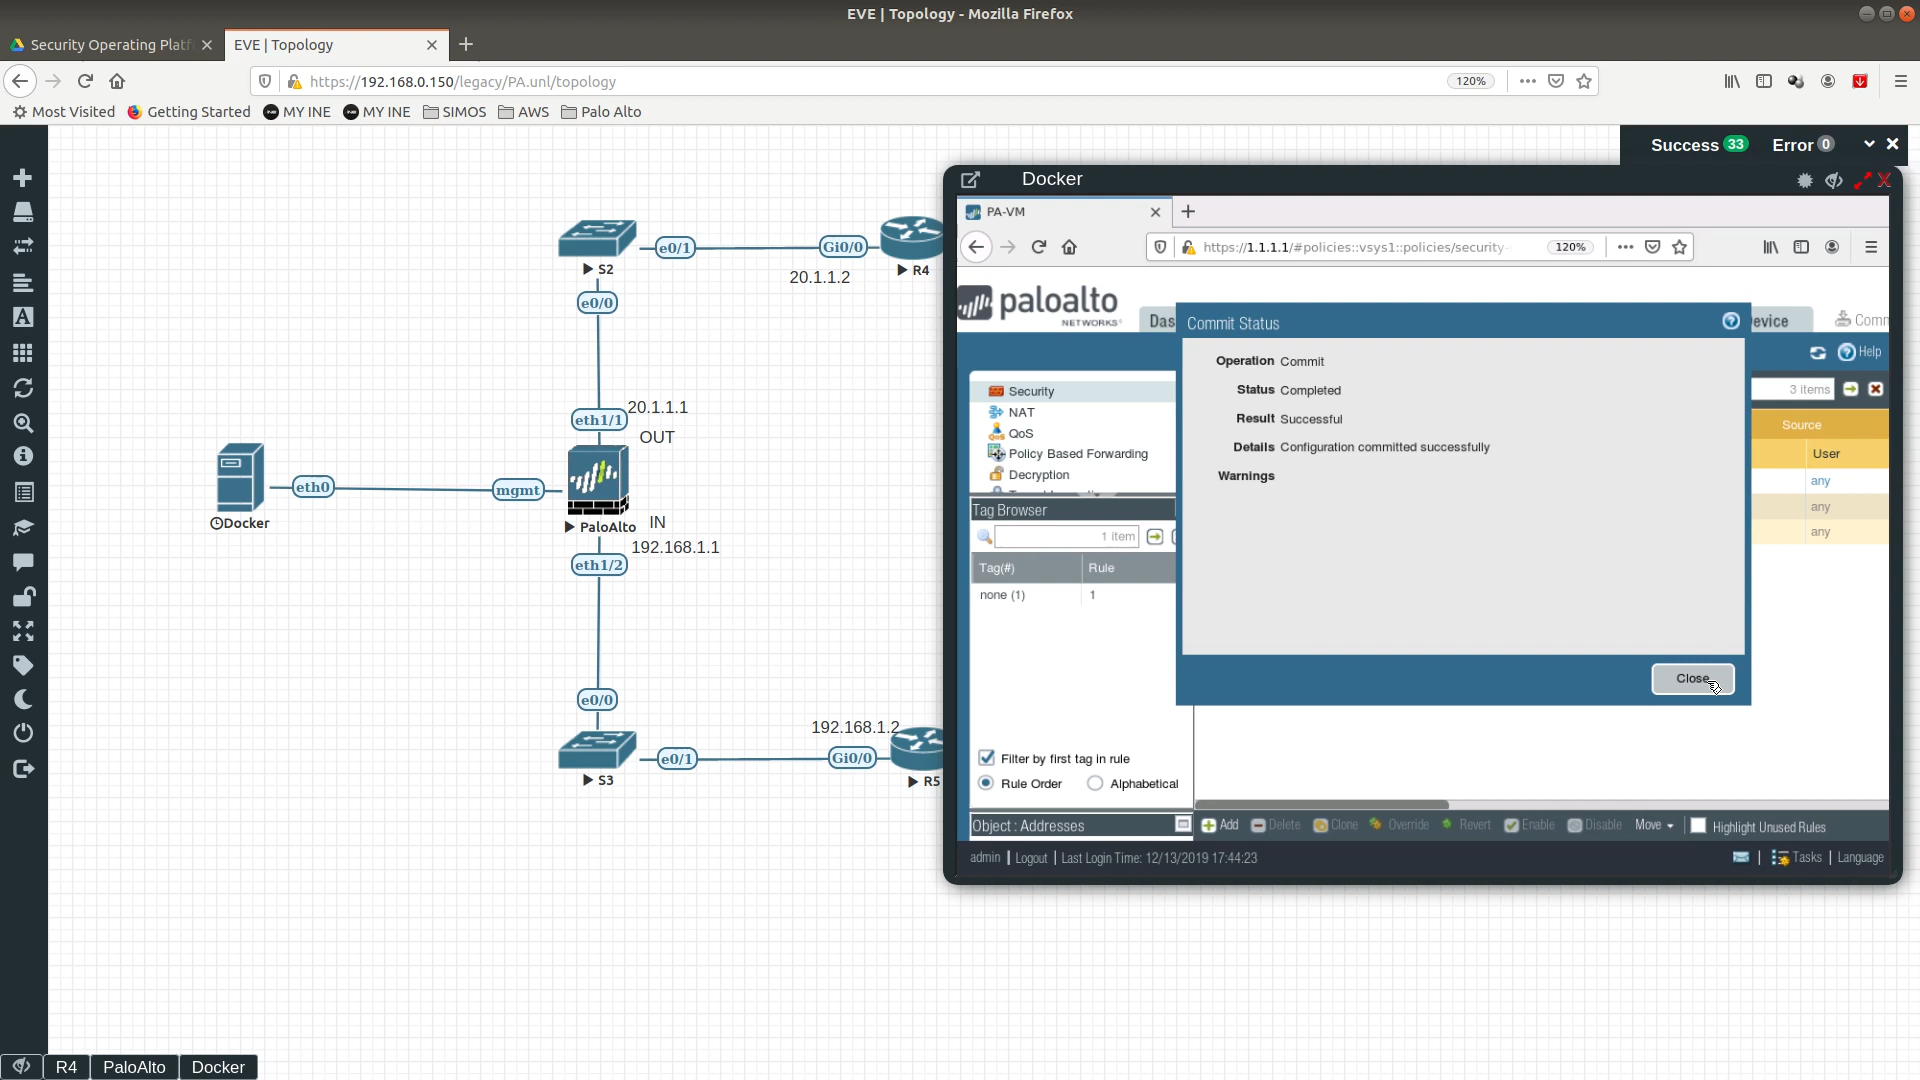 EVE | Topology - Mozilla Firefox
Security Operating Platf
EVE | Topology
https://192.168.0.150/legacy/PA.unl/topology
120%
Most Visited
Getting Started
MY INE
MY INE
SIMOS
AWS
Palo Alto
Success 33
Error 0
Docker
PA-VM
https://1.1.1.1/#policies::vsys1::policies/security-
120%
paloalto
NETWORKS
Das
evice
Comm
Commit Status
Help
Operation Commit
Status Completed
Result Successful
Details Configuration committed successfully
Warnings
Close
Security
NAT
QoS
Policy Based Forwarding
Decryption
3 items
Source
User
any
any
any
Tag Browser
1 item
Tag(#)
Rule
none (1)
1
Filter by first tag in rule
Rule Order
Alphabetical
Object : Addresses
Add
Delete
Clone
Override
Revert
Enable
Disable
Move
Highlight Unused Rules
admin | Logout | Last Login Time: 12/13/2019 17:44:23
Tasks | Language
S2
e0/1
Gi0/0
R4
20.1.1.2
e0/0
20.1.1.1
eth1/1
OUT
Docker
eth0
mgmt
PaloAlto
IN
192.168.1.1
eth1/2
e0/0
192.168.1.2
S3
e0/1
Gi0/0
R5
R4
PaloAlto
Docker